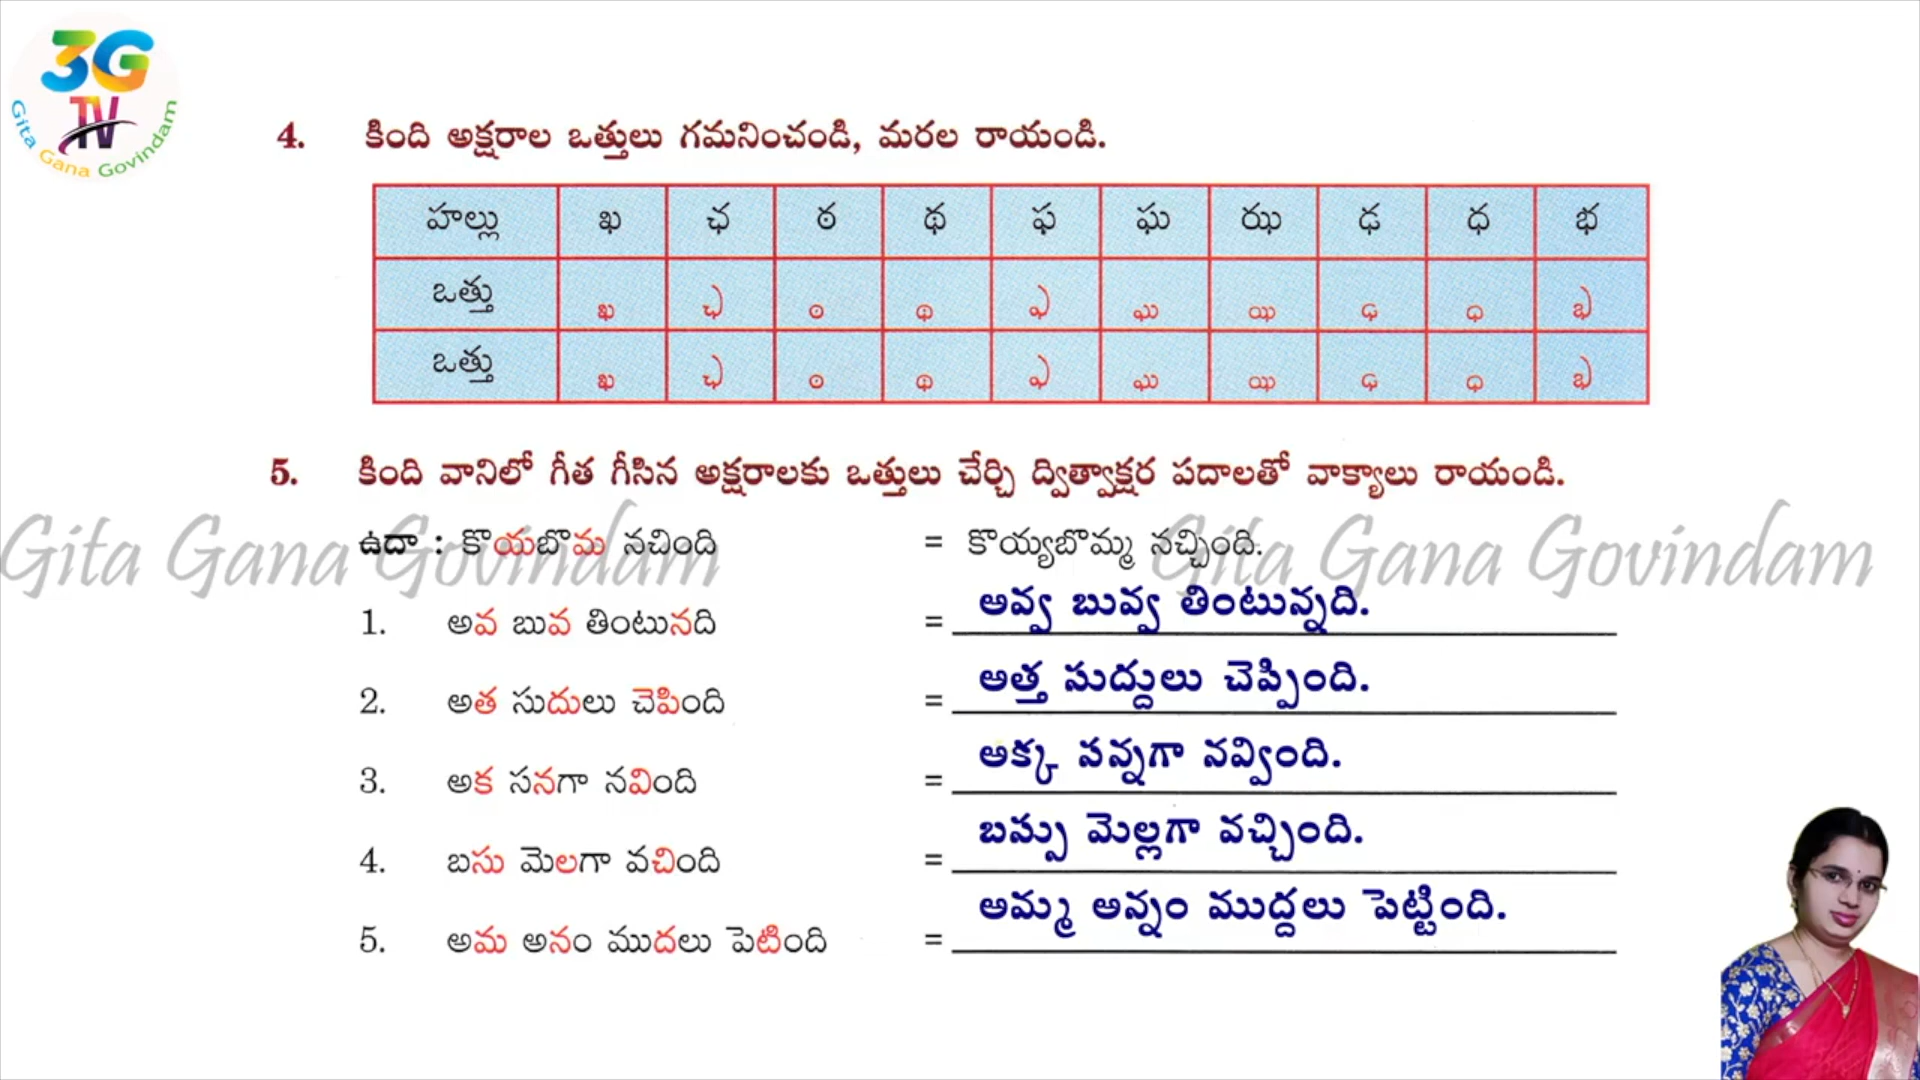 3G
TV
Gita Gana Govindam
4. కింది అక్షరాల ఒత్తులు గమనించండి, మరల రాయండి.
హల్లు ఖ ఛ ఠ థ ఫ ఘ ఝ ఢ ధ భ
ఒత్తు ్ఖ ్ఛ ్ఠ ్థ ్ఫ ్ఘ ్ఝ ్ఢ ్ధ ్భ
ఒత్తు ్ఖ ్ఛ ్ఠ ్థ ్ఫ ్ఘ ్ఝ ్ఢ ్ధ ్భ
5. కింది వానిలో గీత గీసిన అక్షరాలకు ఒత్తులు చేర్చి ద్విత్వాక్షర పదాలతో వాక్యాలు రాయండి.
Gita Gana Govindam Gita Gana Govindam
ఉదా : కొయబొమ నచింది = కొయ్యబొమ్మ నచ్చింది.
1. అవ బువ తింటునది = అవ్వ బువ్వ తింటున్నది.
2. అత సుదులు చెపింది = అత్త సుద్దులు చెప్పింది.
3. అక సనగా నవింది = అక్క సన్నగా నవ్వింది.
4. బసు మెలగా వచింది = బస్సు మెల్లగా వచ్చింది.
5. అమ అనం ముదలు పెటింది = అమ్మ అన్నం ముద్దలు పెట్టింది.